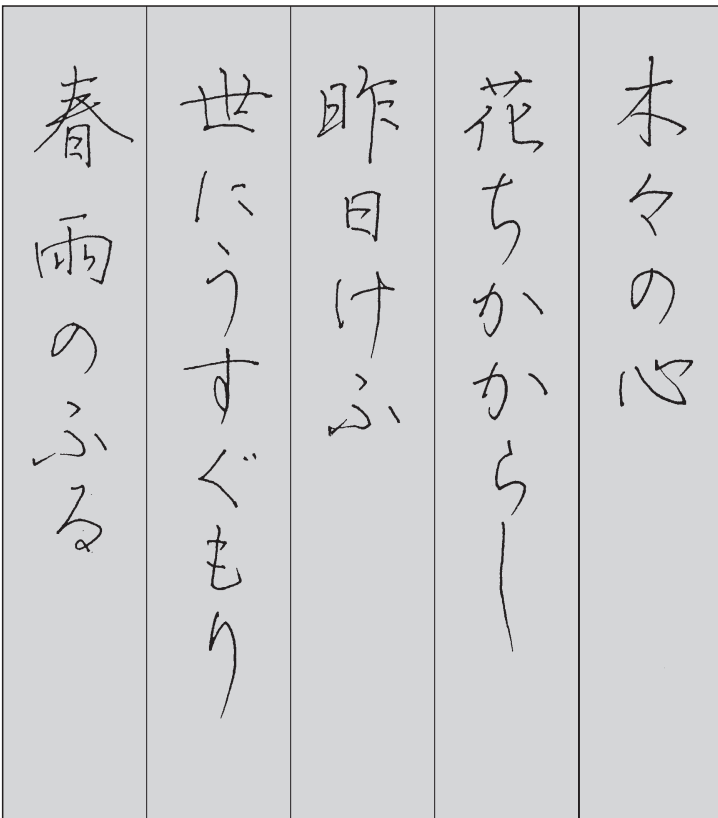 木々の心
花ちかからし
昨日けふ
世にうすぐもり
春雨のふる